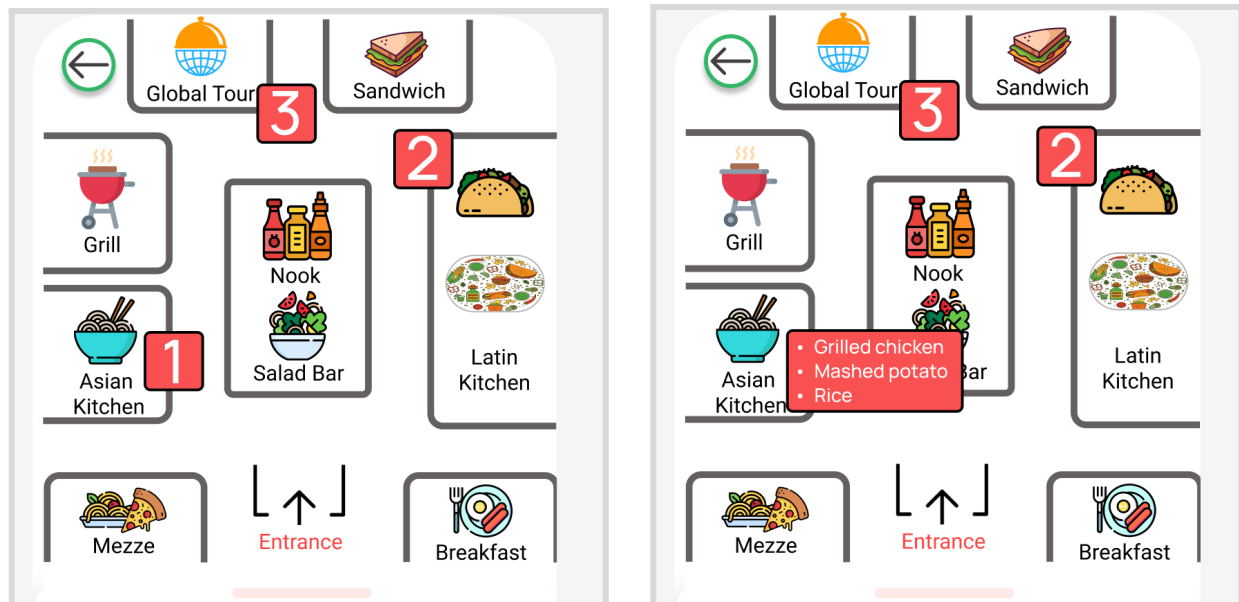 Global Tour
Sandwich
3
2
Grill
Nook
1
Asian
Kitchen
Salad Bar
Latin
Kitchen
Mezze
Entrance
Breakfast
Global Tour
Sandwich
3
2
Grill
Nook
• Grilled chicken
• Mashed potato
• Rice
Asian
Kitchen
Bar
Latin
Kitchen
Mezze
Entrance
Breakfast